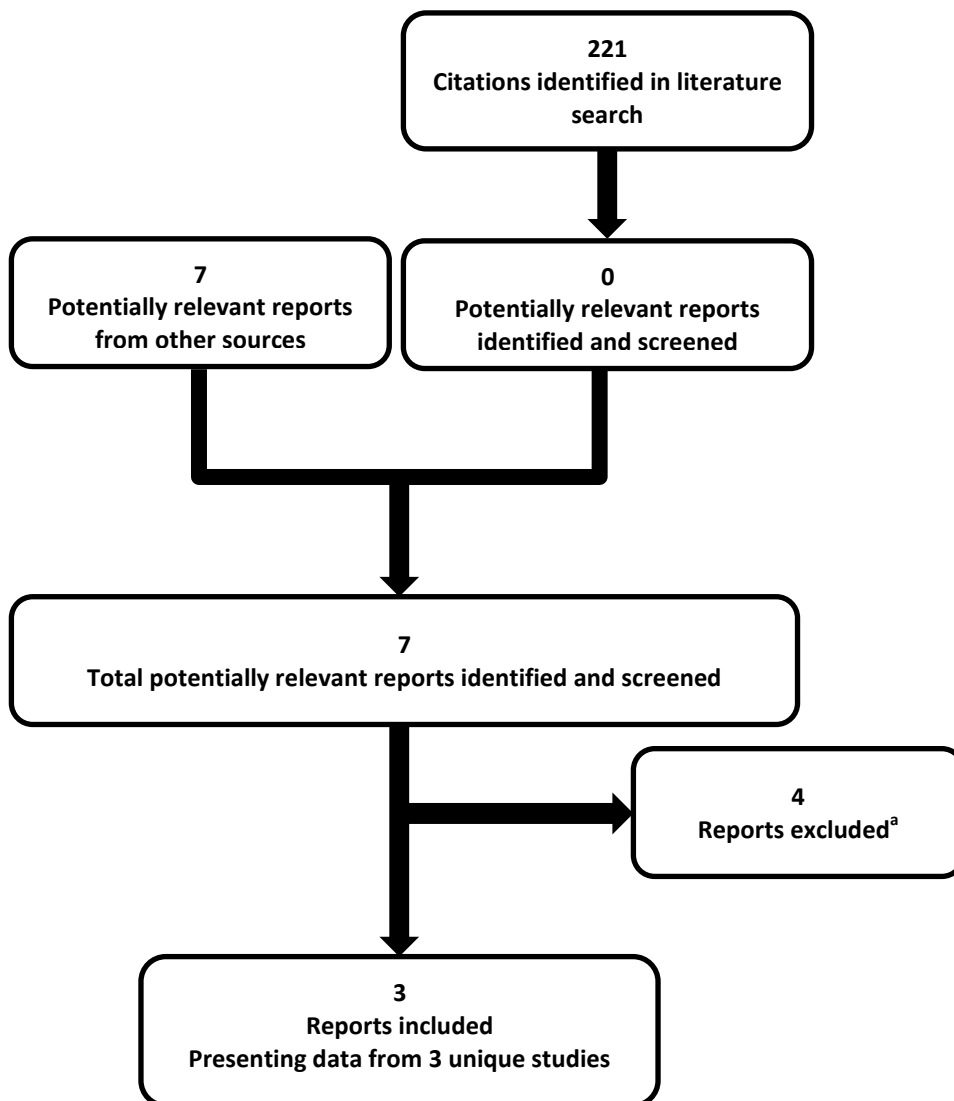 221
Citations identified in literature
search
7
Potentially relevant reports
from other sources
0
Potentially relevant reports
identified and screened
7
Total potentially relevant reports identified and screened
4
Reports excludedᵃ
3
Reports included
Presenting data from 3 unique studies